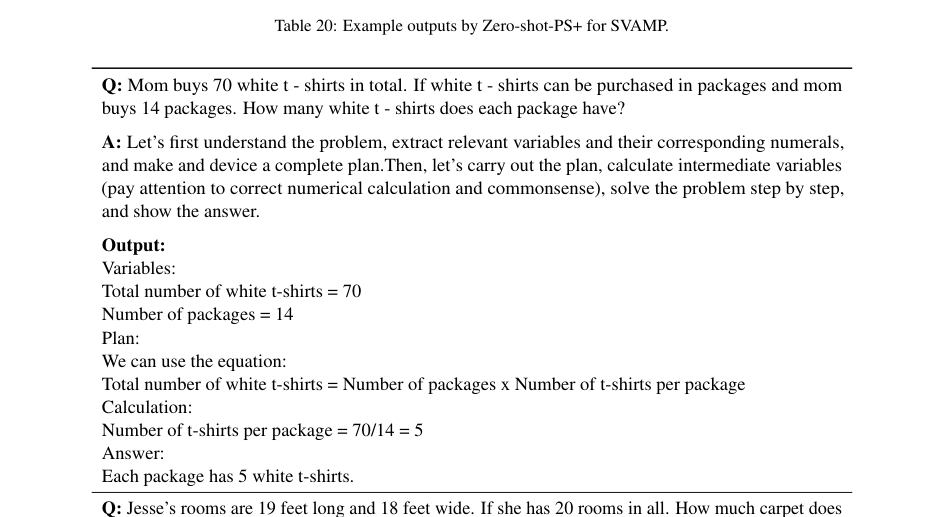 Table 20: Example outputs by Zero-shot-PS+ for SVAMP.
Q: Mom buys 70 white t - shirts in total. If white t - shirts can be purchased in packages and mom
buys 14 packages. How many white t - shirts does each package have?
A: Let's first understand the problem, extract relevant variables and their corresponding numerals,
and make and device a complete plan.Then, let's carry out the plan, calculate intermediate variables
(pay attention to correct numerical calculation and commonsense), solve the problem step by step,
and show the answer.
Output:
Variables:
Total number of white t-shirts = 70
Number of packages = 14
Plan:
We can use the equation:
Total number of white t-shirts = Number of packages x Number of t-shirts per package
Calculation:
Number of t-shirts per package = 70/14 = 5
Answer:
Each package has 5 white t-shirts.
Q: Jesse's rooms are 19 feet long and 18 feet wide. If she has 20 rooms in all. How much carpet does